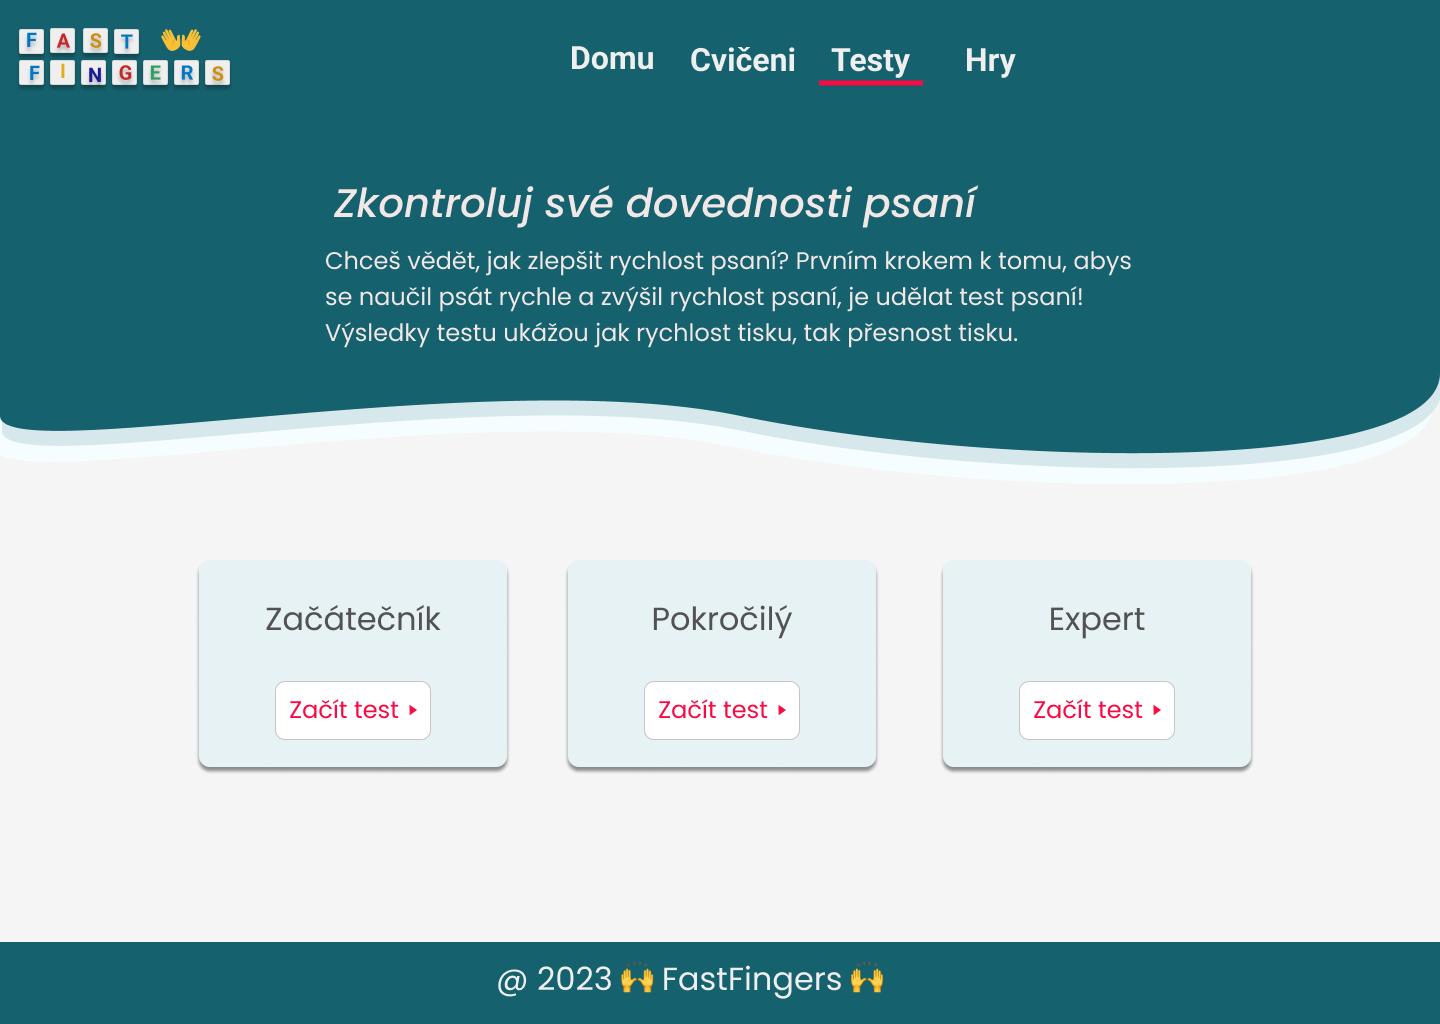 FAST
FINGERS
Domu Cvičeni Testy Hry
Zkontroluj své dovednosti psaní
Chceš vědět, jak zlepšit rychlost psaní? Prvním krokem k tomu, abys
se naučil psát rychle a zvýšil rychlost psaní, je udělat test psaní!
Výsledky testu ukážou jak rychlost tisku, tak přesnost tisku.
Začátečník Pokročilý Expert
Začít test Začít test Začít test
@ 2023 🙌 FastFingers 🙌